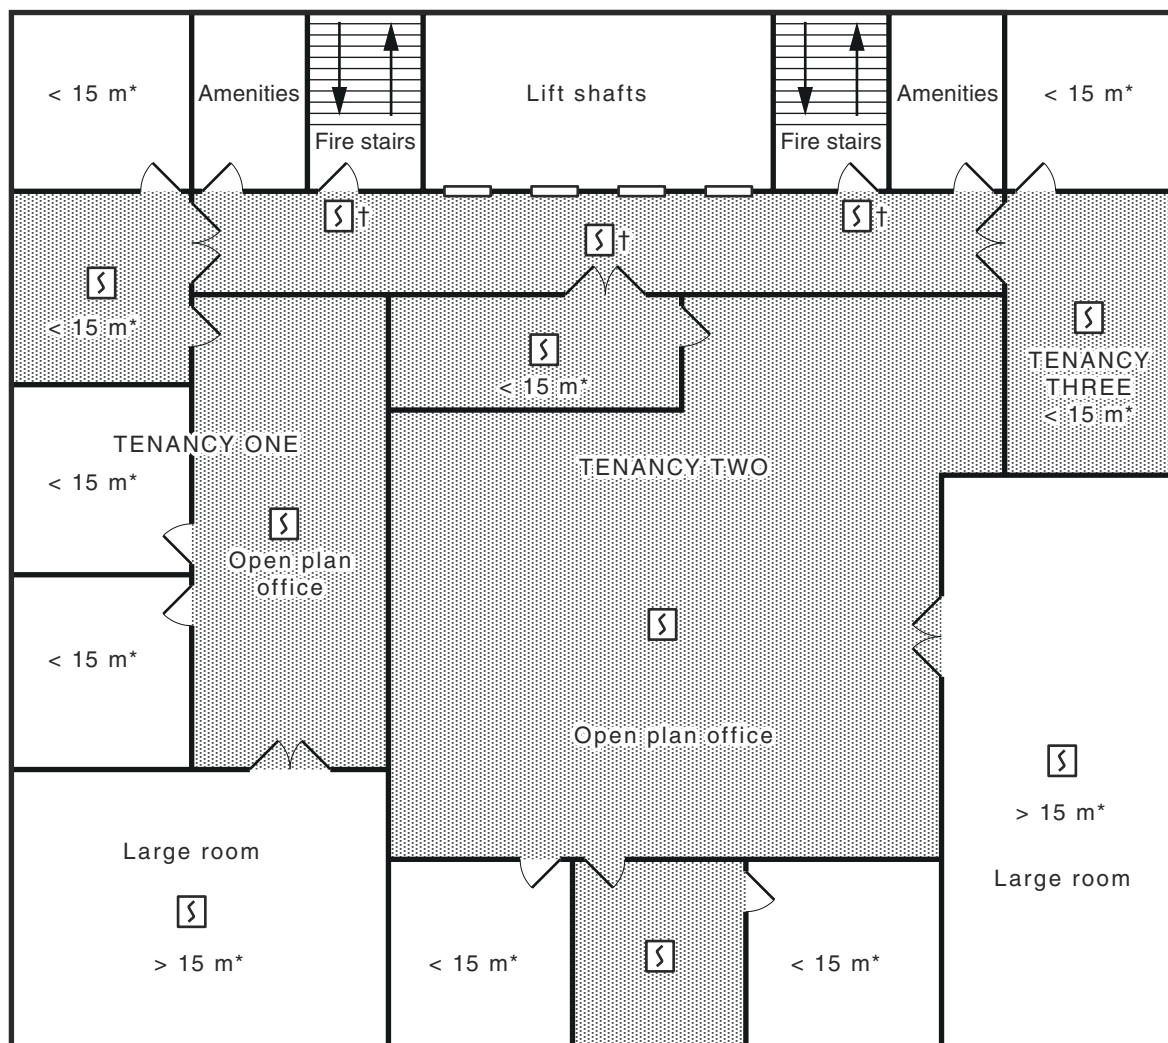 < 15 m*
Amenities
Fire stairs
Lift shafts
Fire stairs
Amenities
< 15 m*
†
†
†
< 15 m*
< 15 m*
TENANCY
THREE
< 15 m*
TENANCY ONE
TENANCY TWO
< 15 m*
Open plan
office
< 15 m*
Open plan office
> 15 m*
Large room
Large room
> 15 m*
< 15 m*
< 15 m*